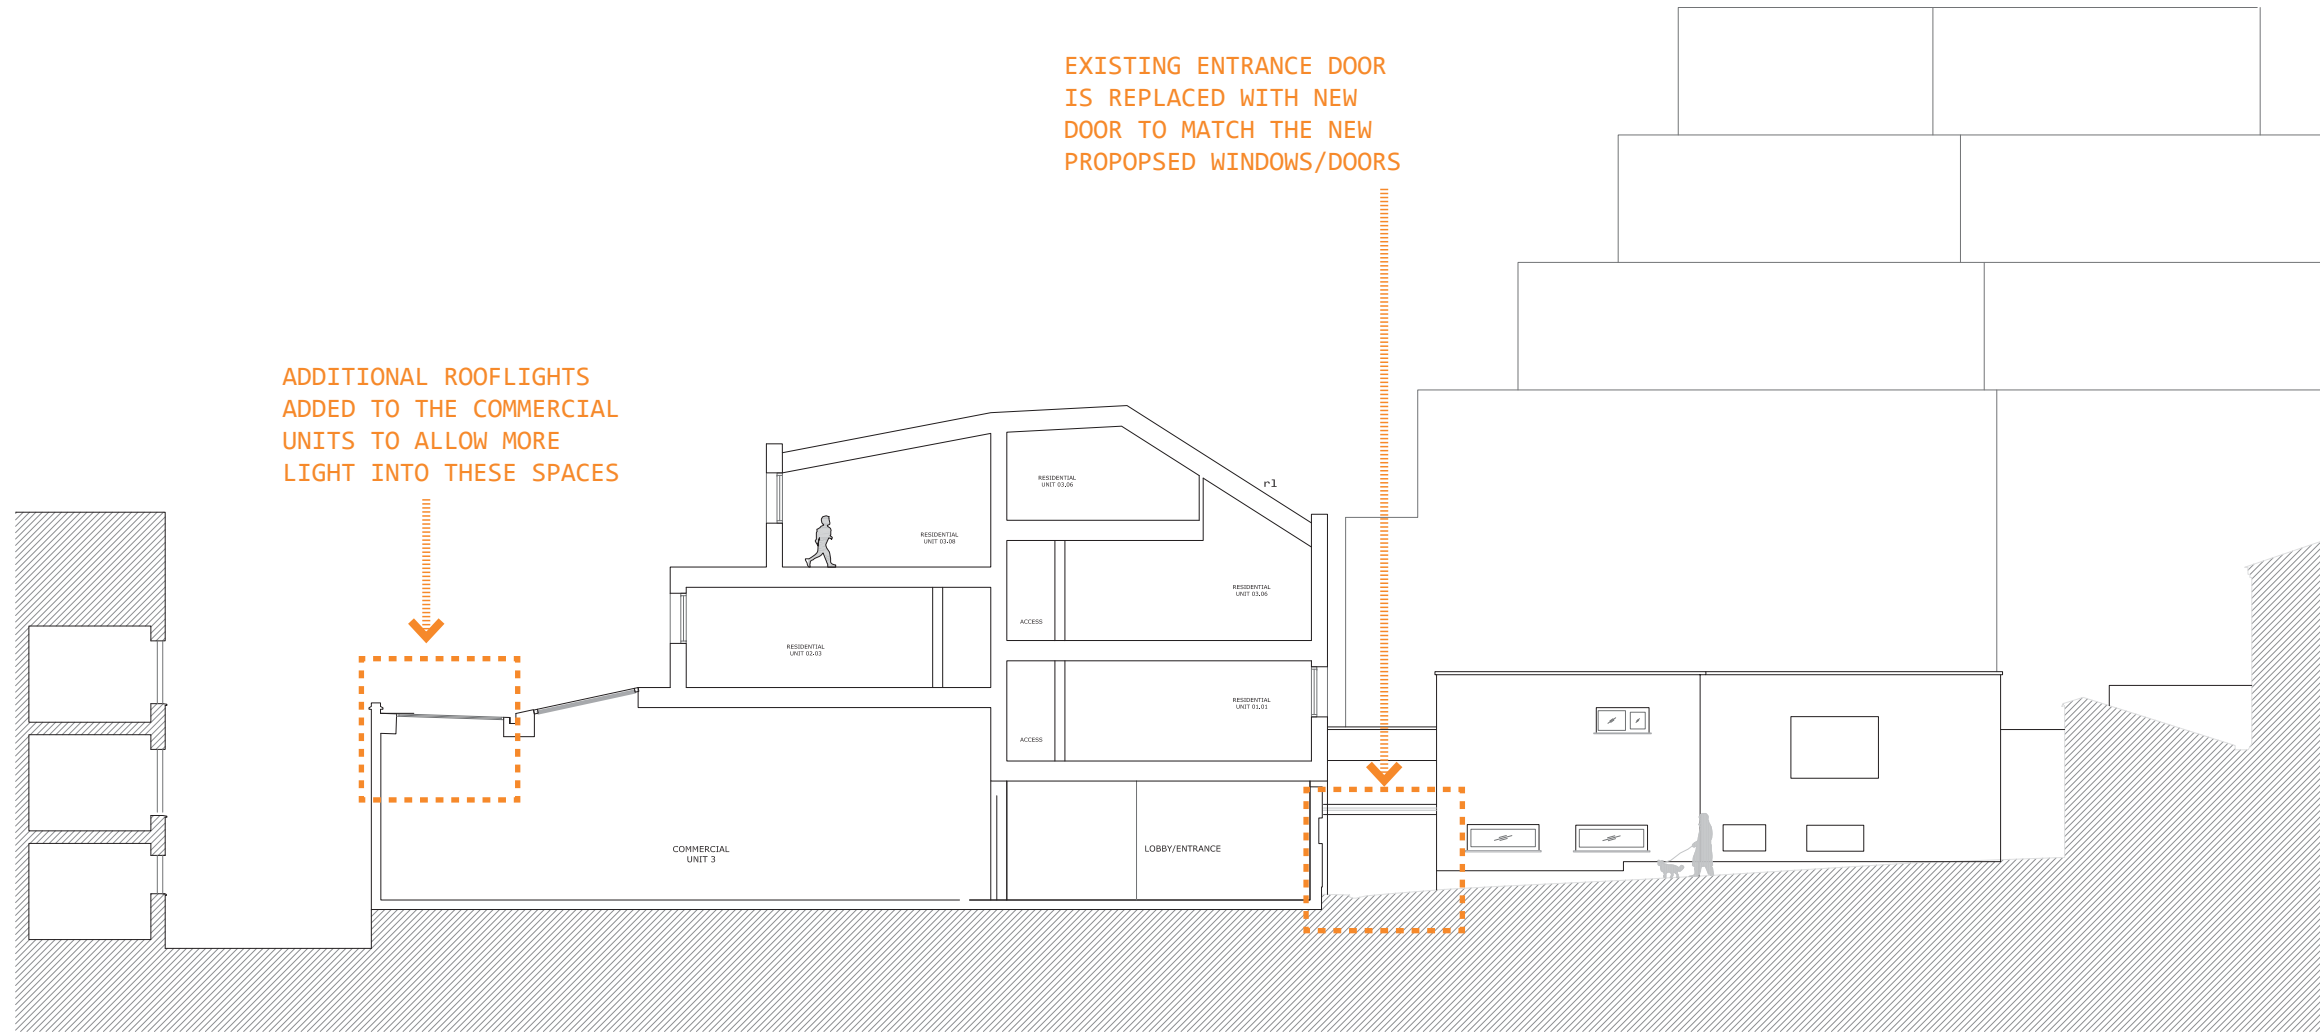 EXISTING ENTRANCE DOOR
IS REPLACED WITH NEW
DOOR TO MATCH THE NEW
PROPOPSED WINDOWS/DOORS
ADDITIONAL ROOFLIGHTS
ADDED TO THE COMMERCIAL
UNITS TO ALLOW MORE
LIGHT INTO THESE SPACES
RESIDENTIAL
UNIT 03.06
rl
RESIDENTIAL
UNIT 03.08
RESIDENTIAL
UNIT 03.06
ACCESS
RESIDENTIAL
UNIT 02.03
RESIDENTIAL
UNIT 01.01
ACCESS
COMMERCIAL
UNIT 3
LOBBY/ENTRANCE